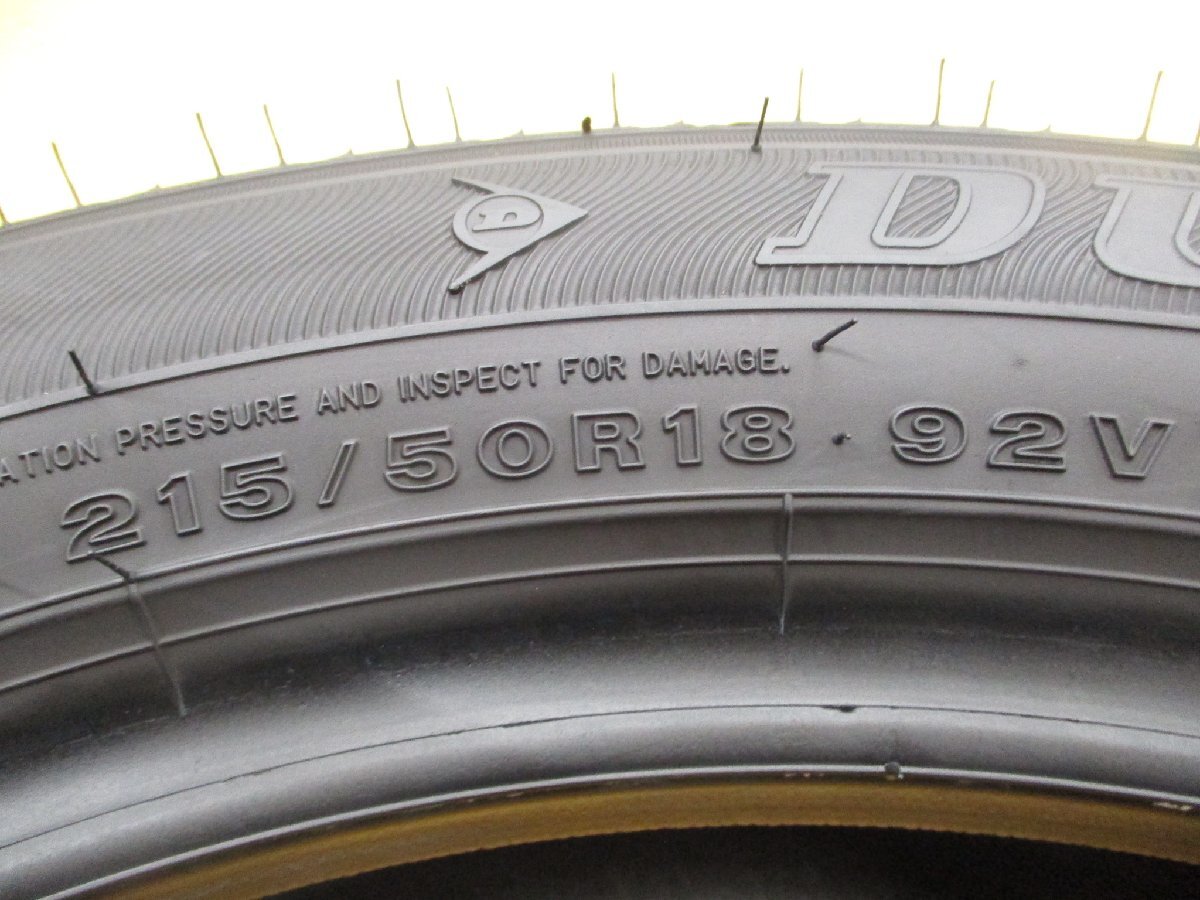 D
DU
ATION PRESSURE AND INSPECT FOR DAMAGE.
215/50R18 · 92V